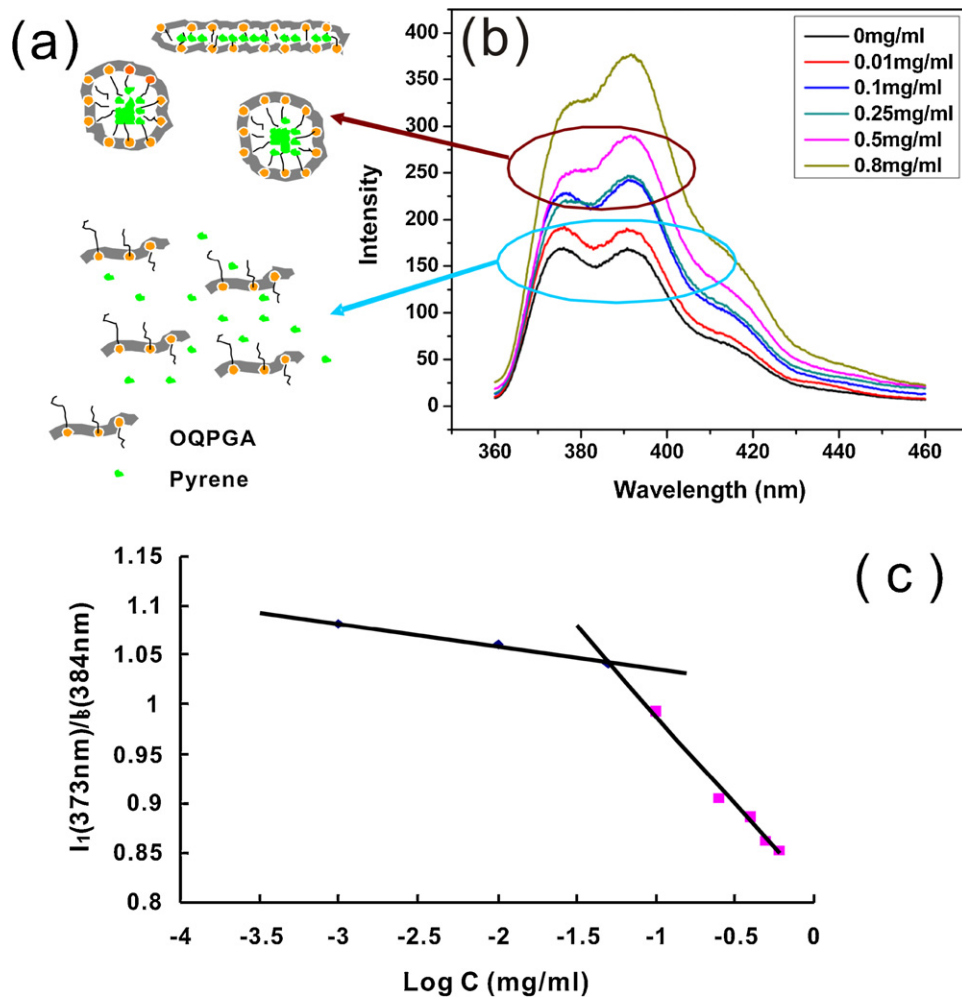 (a)
OQPGA
Pyrene
(b)
0mg/ml
0.01mg/ml
0.1mg/ml
0.25mg/ml
0.5mg/ml
0.8mg/ml
Intensity
400
350
300
250
200
150
100
50
0
360 380 400 420 440 460
Wavelength (nm)
(c)
I₁(373nm)/I₃(384nm)
1.15
1.1
1.05
1
0.95
0.9
0.85
0.8
-4 -3.5 -3 -2.5 -2 -1.5 -1 -0.5 0
Log C (mg/ml)